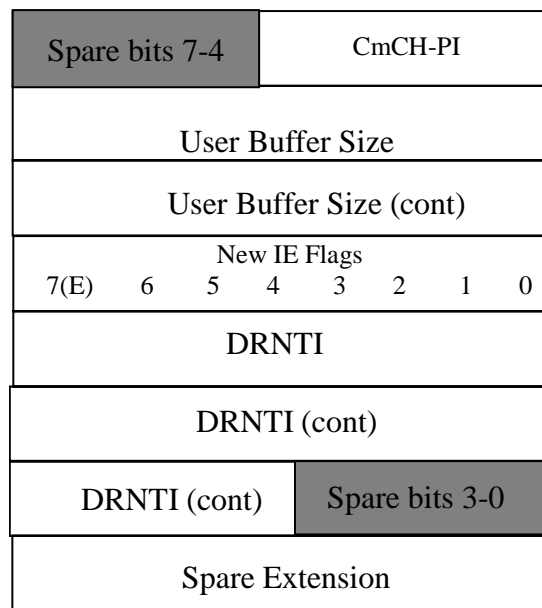 Spare bits 7-4 CmCH-PI
User Buffer Size
User Buffer Size (cont)
New IE Flags
7(E) 6 5 4 3 2 1 0
DRNTI
DRNTI (cont)
DRNTI (cont) Spare bits 3-0
Spare Extension